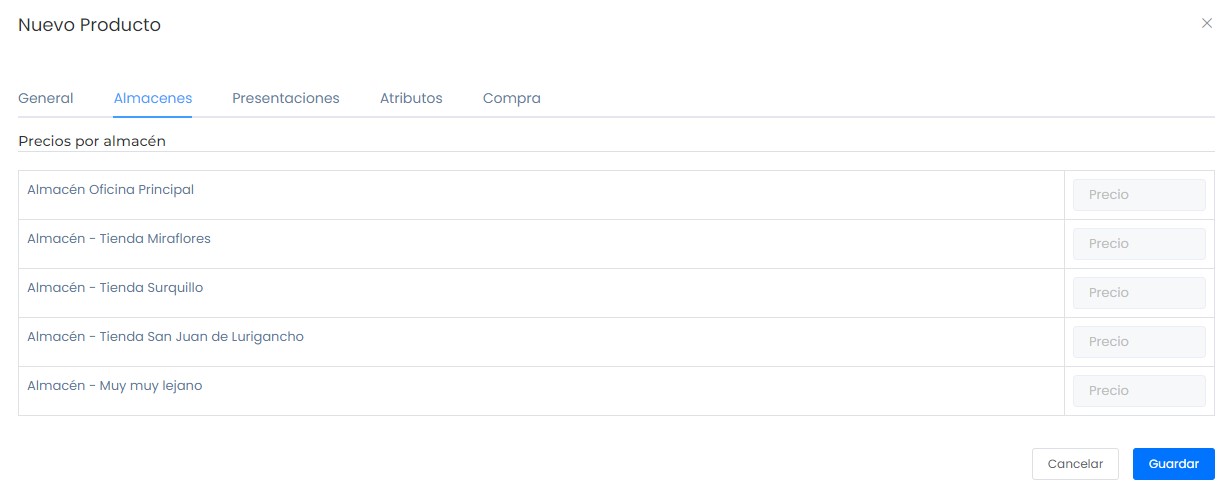 Nuevo Producto
General Almacenes Presentaciones Atributos Compra
Precios por almacén
Almacén Oficina Principal Precio
Almacén - Tienda Miraflores Precio
Almacén - Tienda Surquillo Precio
Almacén - Tienda San Juan de Lurigancho Precio
Almacén - Muy muy lejano Precio
Cancelar Guardar